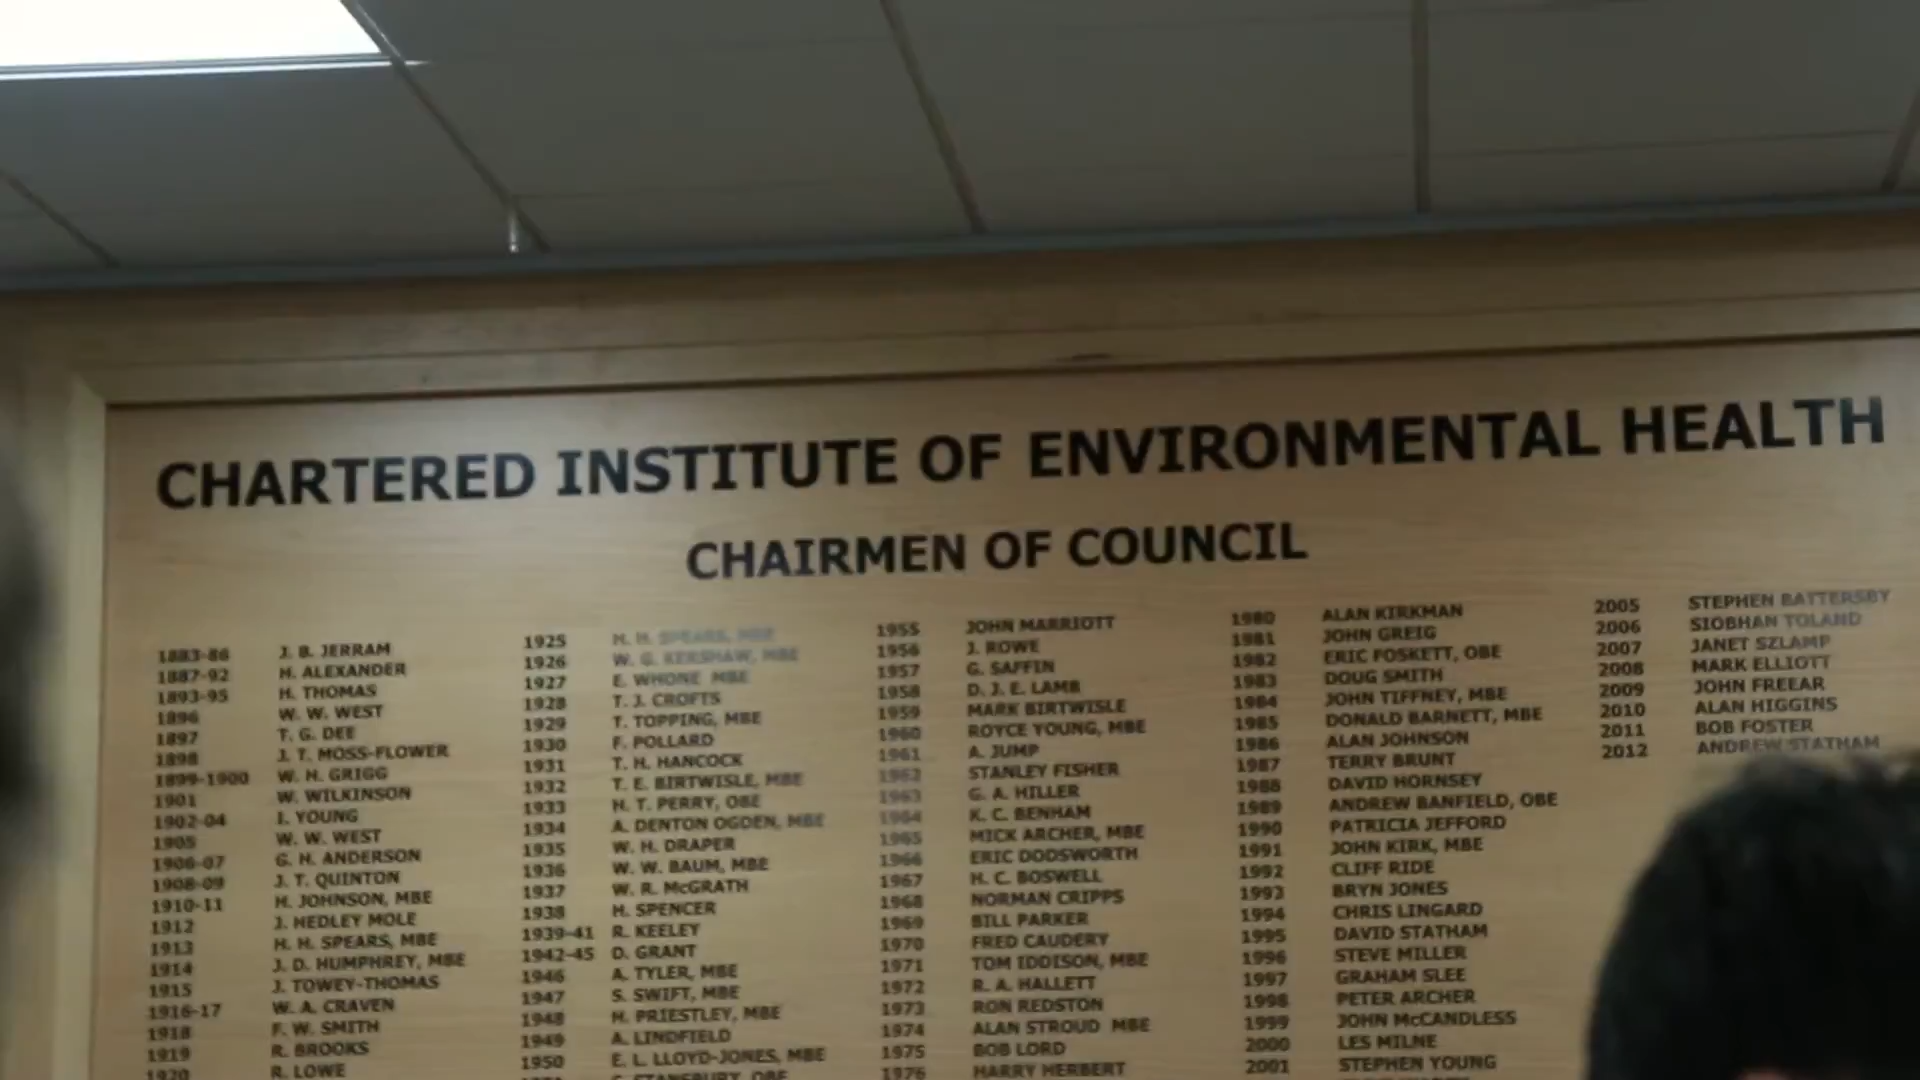 CHARTERED INSTITUTE OF ENVIRONMENTAL HEALTH
CHAIRMEN OF COUNCIL
1883-86 J. B. JERRAM
1887-92 H. ALEXANDER
1893-95 H. THOMAS
1896 W. W. WEST
1897 T. G. DEE
1898 J. T. MOSS-FLOWER
1899-1900 W. H. GRIGG
1901 W. WILKINSON
1902-04 J. YOUNG
1905 W. W. WEST
1906-07 G. H. ANDERSON
1908-09 J. T. QUINTON
1910-11 H. JOHNSON, MBE
1912 J. HEDLEY MOLE
1913 H. H. SPEARS, MBE
1914 J. D. HUMPHREY, MBE
1915 J. TOWEY-THOMAS
1916-17 W. A. CRAVEN
1918 F. W. SMITH
1919 R. BROOKS
1920 R. LOWE
1925 H. H. SPEARS, MBE
1926 W. G. KERSHAW, MBE
1927 E. WHONE MBE
1928 T. J. CROFTS
1929 T. TOPPING, MBE
1930 F. POLLARD
1931 T. H. HANCOCK
1932 T. E. BIRTWISLE, MBE
1933 H. T. PERRY, OBE
1934 A. DENTON OGDEN, MBE
1935 W. H. DRAPER
1936 W. W. BAUM, MBE
1937 W. R. McGRATH
1938 H. SPENCER
1939-41 R. KEELEY
1942-45 D. GRANT
1946 A. TYLER, MBE
1947 S. SWIFT, MBE
1948 H. PRIESTLEY, MBE
1949 A. LINDFIELD
1950 E. L. LLOYD-JONES, MBE
1955 JOHN MARRIOTT
1956 J. ROWE
1957 G. SAFFIN
1958 D. J. E. LAMB
1959 MARK BIRTWISLE
1960 ROYCE YOUNG, MBE
1961 A. JUMP
1962 STANLEY FISHER
1963 G. A. HILLER
1964 K. C. BENHAM
1965 MICK ARCHER, MBE
1966 ERIC DODSWORTH
1967 H. C. BOSWELL
1968 NORMAN CRIPPS
1969 BILL PARKER
1970 FRED CAUDERY
1971 TOM IDDISON, MBE
1972 R. A. HALLETT
1973 RON REDSTON
1974 ALAN STROUD MBE
1975 BOB LORD
1976 HARRY HERBERT
1980 ALAN KIRKMAN
1981 JOHN GREIG
1982 ERIC FOSKETT, OBE
1983 DOUG SMITH
1984 JOHN TIFFNEY, MBE
1985 DONALD BARNETT, MBE
1986 ALAN JOHNSON
1987 TERRY BRUNT
1988 DAVID HORNSEY
1989 ANDREW BANFIELD, OBE
1990 PATRICIA JEFFORD
1991 JOHN KIRK, MBE
1992 CLIFF RIDE
1993 BRYN JONES
1994 CHRIS LINGARD
1995 DAVID STATHAM
1996 STEVE MILLER
1997 GRAHAM SLEE
1998 PETER ARCHER
1999 JOHN McCANDLESS
2000 LES MILNE
2001 STEPHEN YOUNG
2005 STEPHEN BATTERSBY
2006 SIOBHAN TOLAND
2007 JANET SZLAMP
2008 MARK ELLIOTT
2009 JOHN FREEAR
2010 ALAN HIGGINS
2011 BOB FOSTER
2012 ANDREW STATHAM